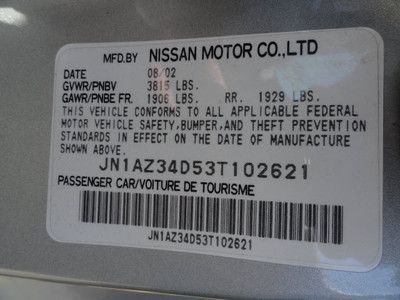 MFD.BY NISSAN MOTOR CO.,LTD
DATE 08/02
GVWR/PNBV 3815 LBS.
GAWR/PNBE FR. 1906 LBS. RR. 1929 LBS.
THIS VEHICLE CONFORMS TO ALL APPLICABLE FEDERAL
MOTOR VEHICLE SAFETY,BUMPER,AND THEFT PREVENTION
STANDARDS IN EFFECT ON THE DATE OF MANUFACTURE
SHOWN ABOVE.
JN1AZ34D53T102621
PASSENGER CAR/VOITURE DE TOURISME
JN1AZ34D53T102621